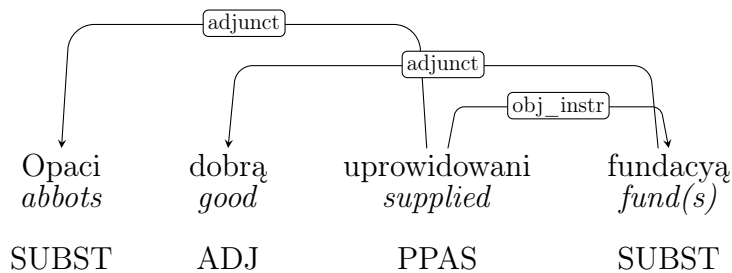 adjunct
adjunct
obj_instr
Opaci dobrą uprowidowani fundacyą
abbots good supplied fund(s)
SUBST ADJ PPAS SUBST